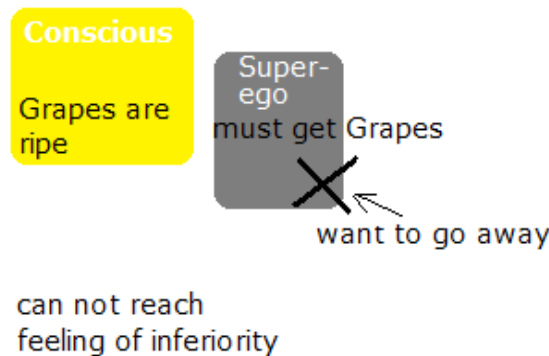 Conscious
Grapes are
ripe
Super-
ego
must get Grapes
want to go away
can not reach
feeling of inferiority